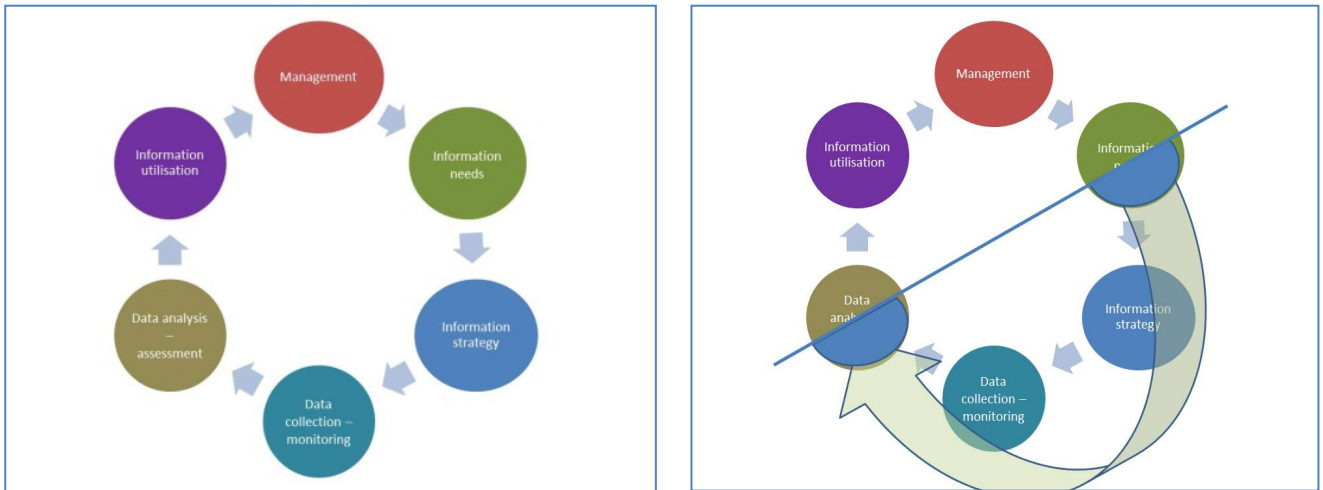 Management
Information
needs
Information
strategy
Data
collection –
monitoring
Data analysis
–
assessment
Information
utilisation
Management
Information
strategy
Data
collection –
monitoring
Data
Information
utilisation